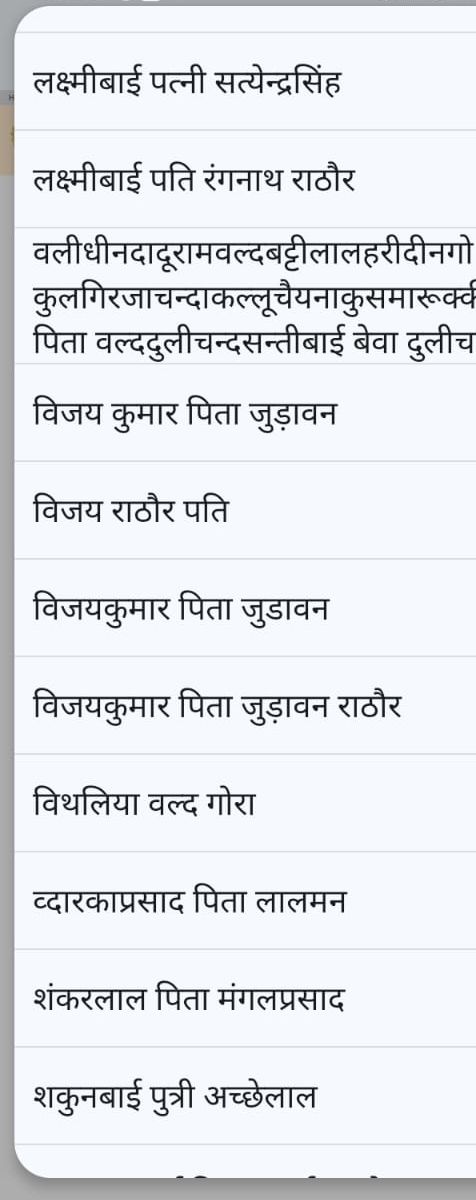 लक्ष्मीबाई पत्नी सत्येन्द्रसिंह
लक्ष्मीबाई पति रंगनाथ राठौर
वलीधीनदादूरामवल्दबट्टीलालहरीदीनगो
कुलगिरजाचन्दाकल्लूचैयनाकुसमारूक्की
पिता वल्ददुलीचन्दसन्तीबाई बेवा दुलीच
विजय कुमार पिता जुड़ावन
विजय राठौर पति
विजयकुमार पिता जुडावन
विजयकुमार पिता जुड़ावन राठौर
विथलिया वल्द गोरा
व्दारकाप्रसाद पिता लालमन
शंकरलाल पिता मंगलप्रसाद
शकुनबाई पुत्री अच्छेलाल